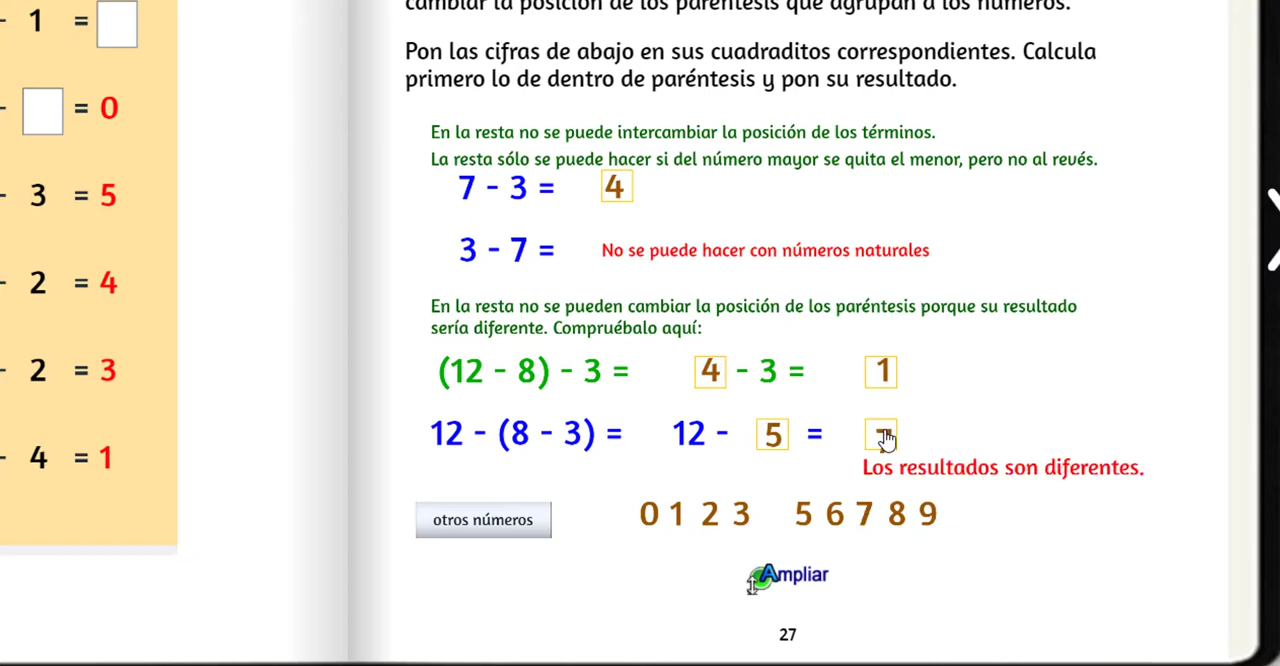 - 1 =
- = 0
- 3 = 5
- 2 = 4
- 2 = 3
- 4 = 1
cambiar la posición de los paréntesis que agrupan a los números.
Pon las cifras de abajo en sus cuadraditos correspondientes. Calcula
primero lo de dentro de paréntesis y pon su resultado.
En la resta no se puede intercambiar la posición de los términos.
La resta sólo se puede hacer si del número mayor se quita el menor, pero no al revés.
7 - 3 = 4
3 - 7 = No se puede hacer con números naturales
En la resta no se pueden cambiar la posición de los paréntesis porque su resultado
sería diferente. Compruébalo aquí:
(12 - 8) - 3 = 4 - 3 = 1
12 - (8 - 3) = 12 - 5 =
Los resultados son diferentes.
otros números
0 1 2 3 5 6 7 8 9
Ampliar
27